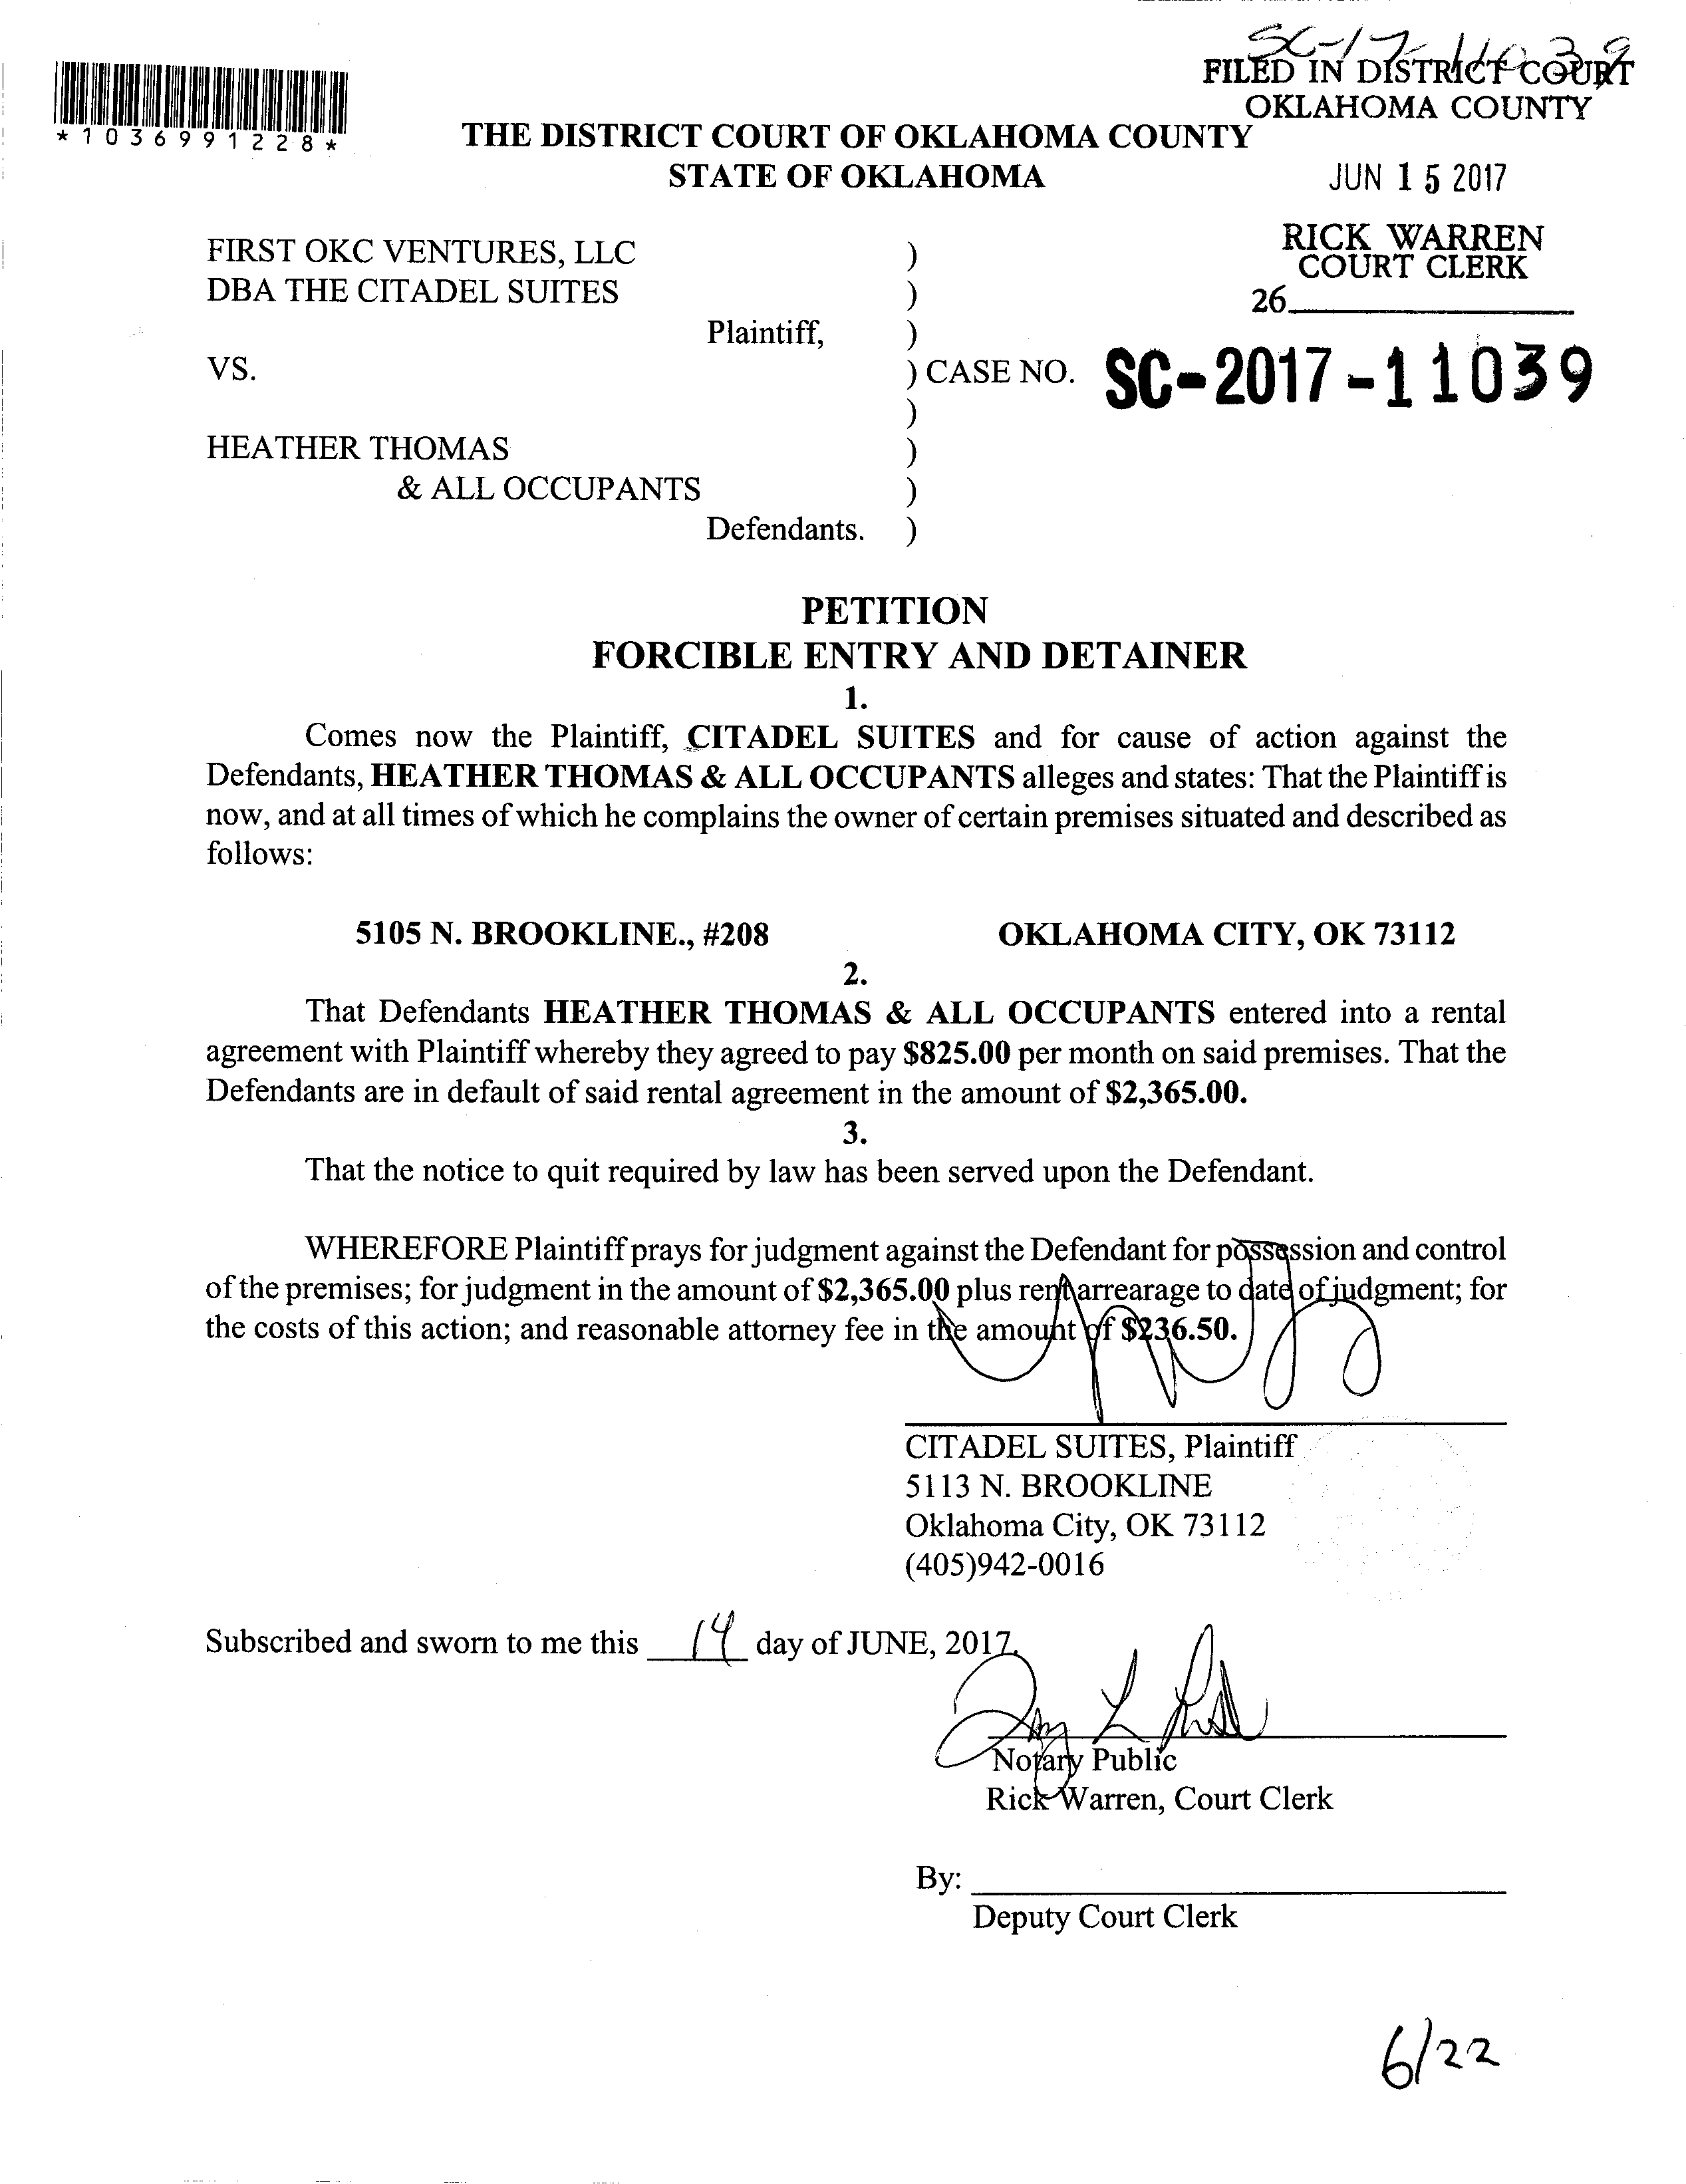 SC-17-11039
FILED IN DISTRICT COURT
OKLAHOMA COUNTY
*1036991228*
THE DISTRICT COURT OF OKLAHOMA COUNTY
STATE OF OKLAHOMA
JUN 15 2017
RICK WARREN
COURT CLERK
26
FIRST OKC VENTURES, LLC )
DBA THE CITADEL SUITES )
Plaintiff, )
VS. ) CASE NO. SC-2017-11039
)
HEATHER THOMAS )
& ALL OCCUPANTS )
Defendants. )
PETITION
FORCIBLE ENTRY AND DETAINER
1.
Comes now the Plaintiff, CITADEL SUITES and for cause of action against the
Defendants, HEATHER THOMAS & ALL OCCUPANTS alleges and states: That the Plaintiff is
now, and at all times of which he complains the owner of certain premises situated and described as
follows:
5105 N. BROOKLINE., #208 OKLAHOMA CITY, OK 73112
2.
That Defendants HEATHER THOMAS & ALL OCCUPANTS entered into a rental
agreement with Plaintiff whereby they agreed to pay $825.00 per month on said premises. That the
Defendants are in default of said rental agreement in the amount of $2,365.00.
3.
That the notice to quit required by law has been served upon the Defendant.
WHEREFORE Plaintiff prays for judgment against the Defendant for possession and control
of the premises; for judgment in the amount of $2,365.00 plus rent arrearage to date of judgment; for
the costs of this action; and reasonable attorney fee in the amount of $236.50.
CITADEL SUITES, Plaintiff
5113 N. BROOKLINE
Oklahoma City, OK 73112
(405)942-0016
Subscribed and sworn to me this 14 day of JUNE, 2017.
Notary Public
Rick Warren, Court Clerk
By:
Deputy Court Clerk
6/22